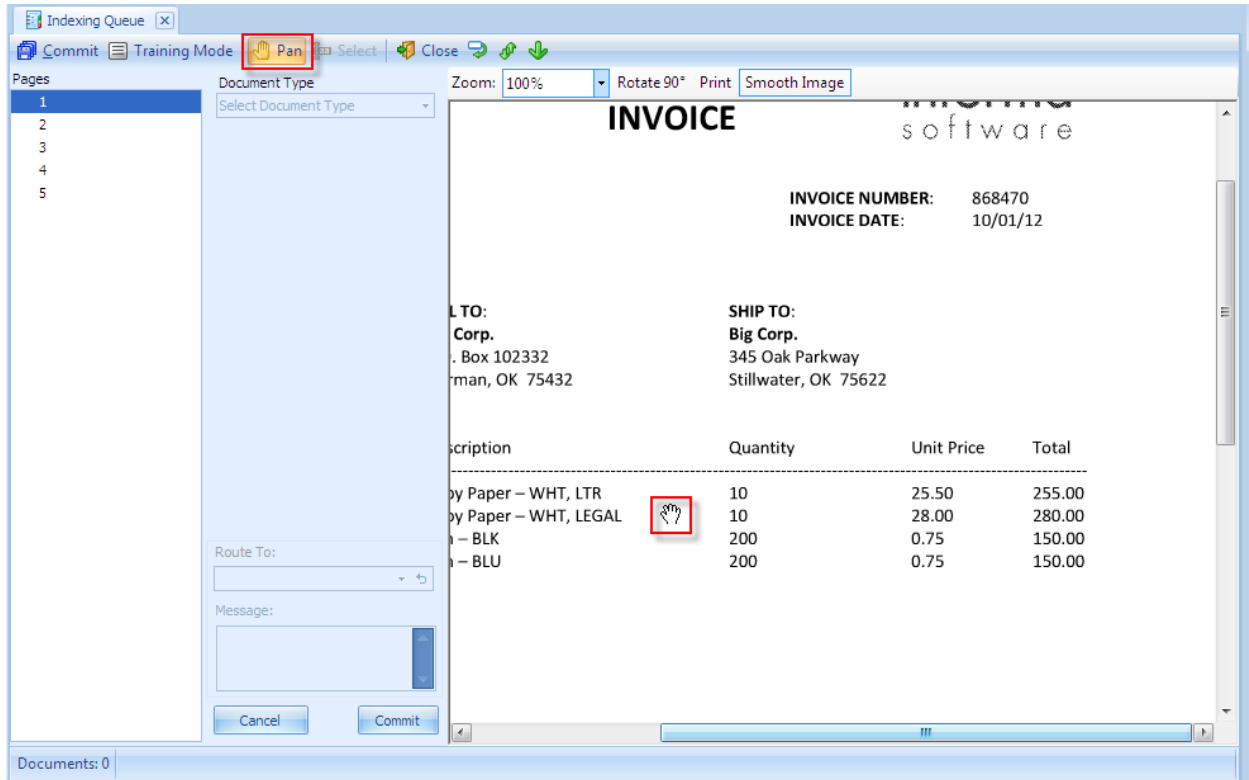 Indexing Queue
Commit Training Mode Pan Select Close
Pages
1
2
3
4
5
Document Type
Select Document Type
Route To:
Message:
Cancel Commit
Zoom: 100% Rotate 90° Print Smooth Image
INVOICE
software
INVOICE NUMBER: 868470
INVOICE DATE: 10/01/12
L TO: SHIP TO:
Corp. Big Corp.
. Box 102332 345 Oak Parkway
rman, OK 75432 Stillwater, OK 75622
scription Quantity Unit Price Total
py Paper – WHT, LTR 10 25.50 255.00
py Paper – WHT, LEGAL 10 28.00 280.00
– BLK 200 0.75 150.00
– BLU 200 0.75 150.00
Documents: 0